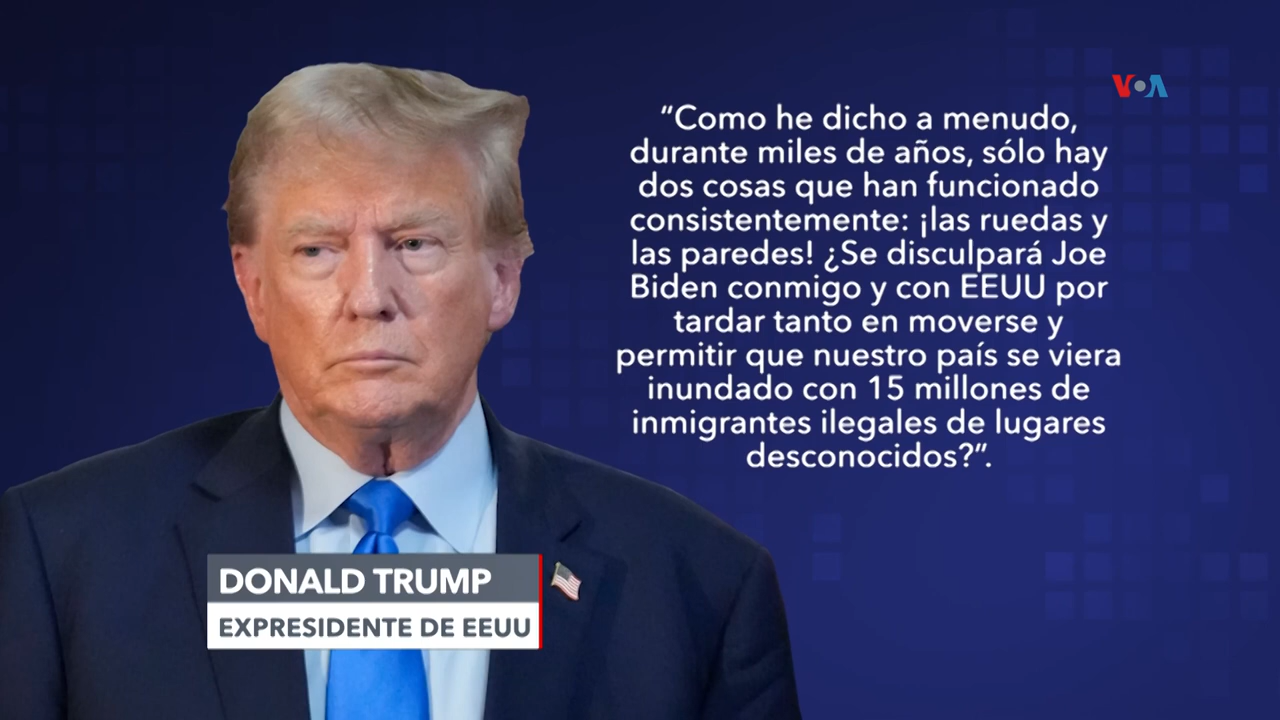 VOA
“Como he dicho a menudo,
durante miles de años, sólo hay
dos cosas que han funcionado
consistentemente: ¡las ruedas y
las paredes! ¿Se disculpará Joe
Biden conmigo y con EEUU por
tardar tanto en moverse y
permitir que nuestro país se viera
inundado con 15 millones de
inmigrantes ilegales de lugares
desconocidos?”.
DONALD TRUMP
EXPRESIDENTE DE EEUU